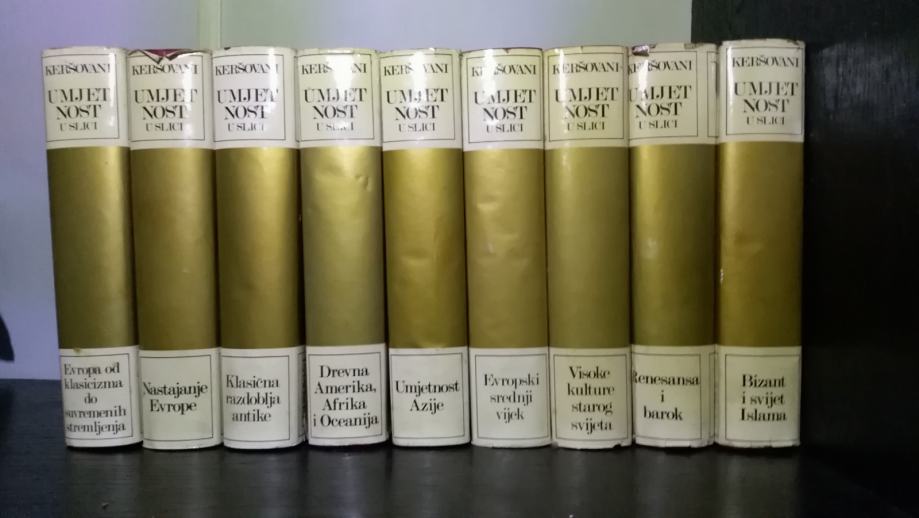 KERŠOVANI
UMJET
NOST
U SLICI
Evropa od
klasicizma
do
suvremenih
stremljenja
KERŠOVANI
UMJET
NOST
U SLICI
Nastajanje
Evrope
KERŠOVANI
UMJET
NOST
U SLICI
Klasična
razdoblja
antike
KERŠOVANI
UMJET
NOST
U SLICI
Drevna
Amerika,
Afrika
i Oceanija
KERŠOVANI
UMJET
NOST
U SLICI
Umjetnost
Azije
KERŠOVANI
UMJET
NOST
U SLICI
Evropski
srednji
vijek
KERŠOVANI
UMJET
NOST
U SLICI
Visoke
kulture
starog
svijeta
KERŠOVANI
UMJET
NOST
U SLICI
Renesansa
i
barok
KERŠOVANI
UMJET
NOST
U SLICI
Bizant
i svijet
Islama